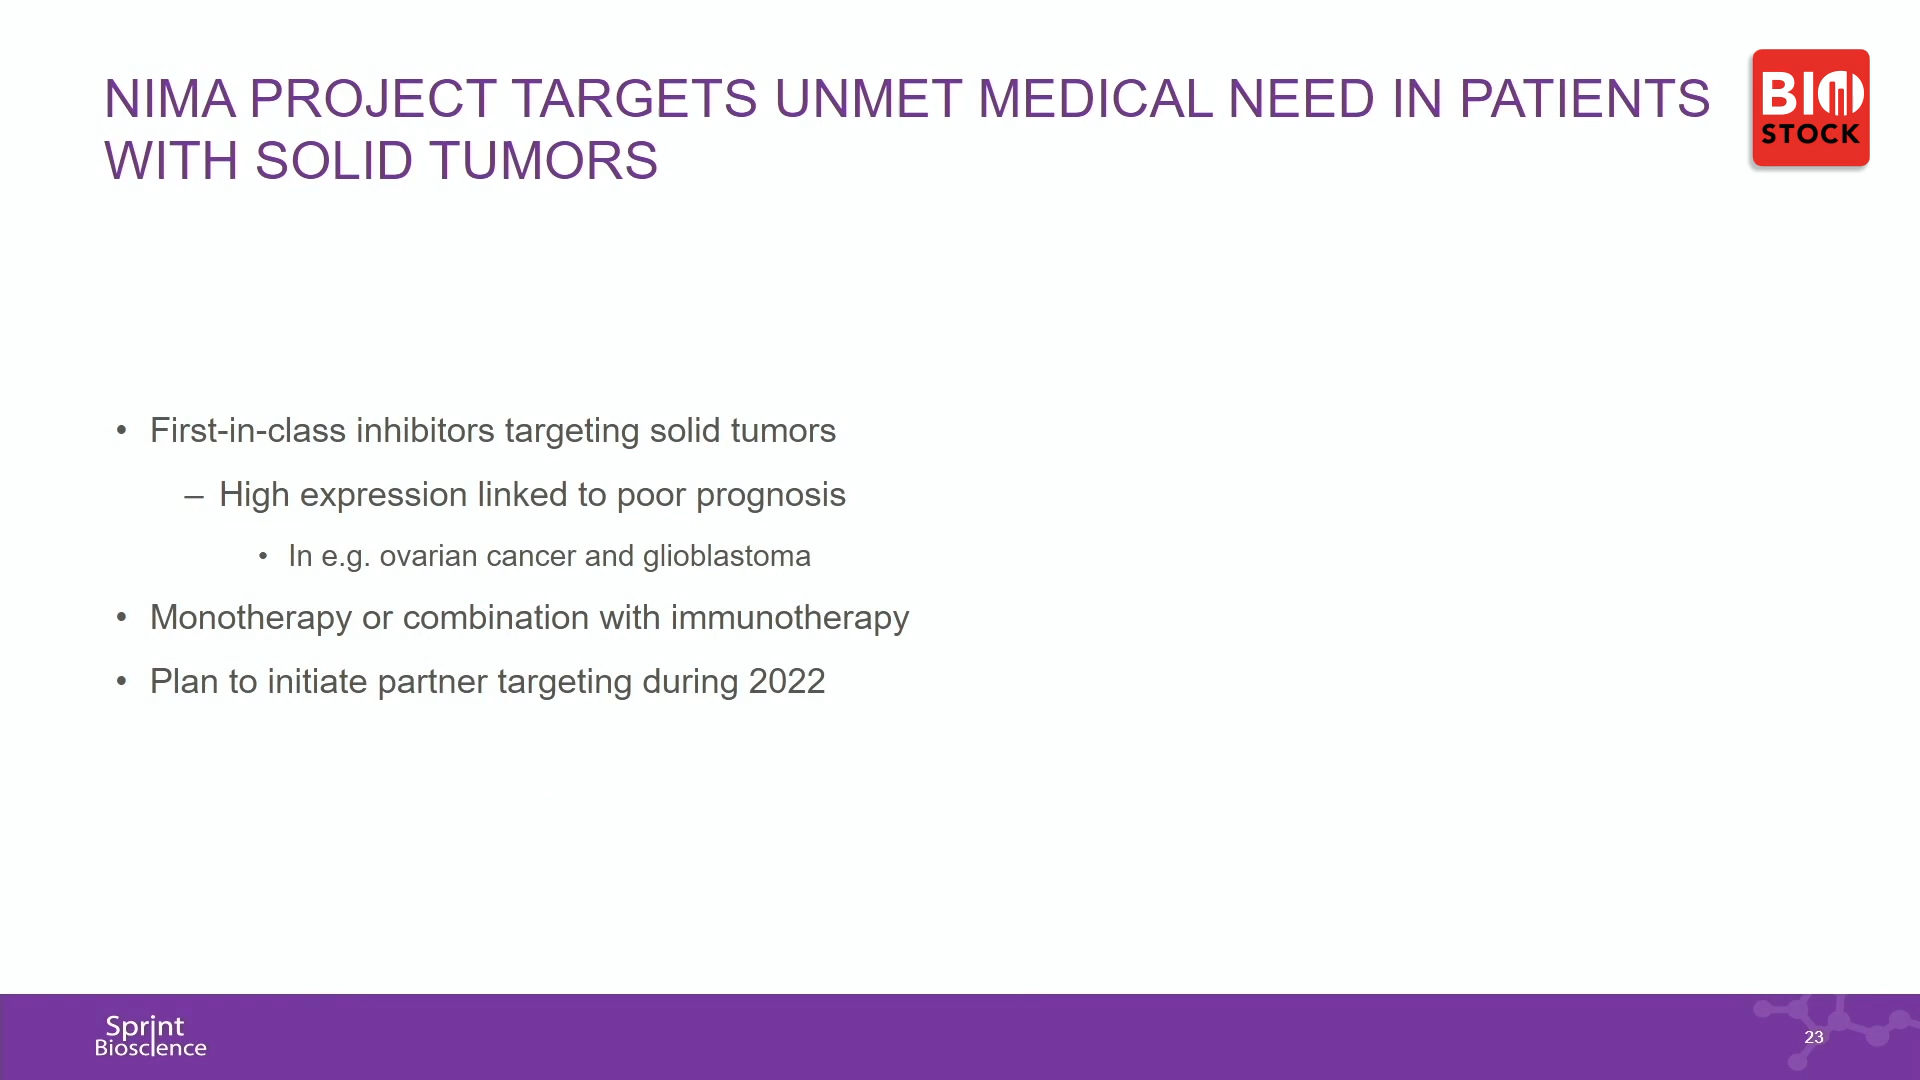 NIMA PROJECT TARGETS UNMET MEDICAL NEED IN PATIENTS
WITH SOLID TUMORS
BIO
STOCK
• First-in-class inhibitors targeting solid tumors
– High expression linked to poor prognosis
• In e.g. ovarian cancer and glioblastoma
• Monotherapy or combination with immunotherapy
• Plan to initiate partner targeting during 2022
Sprint
Bioscience
23